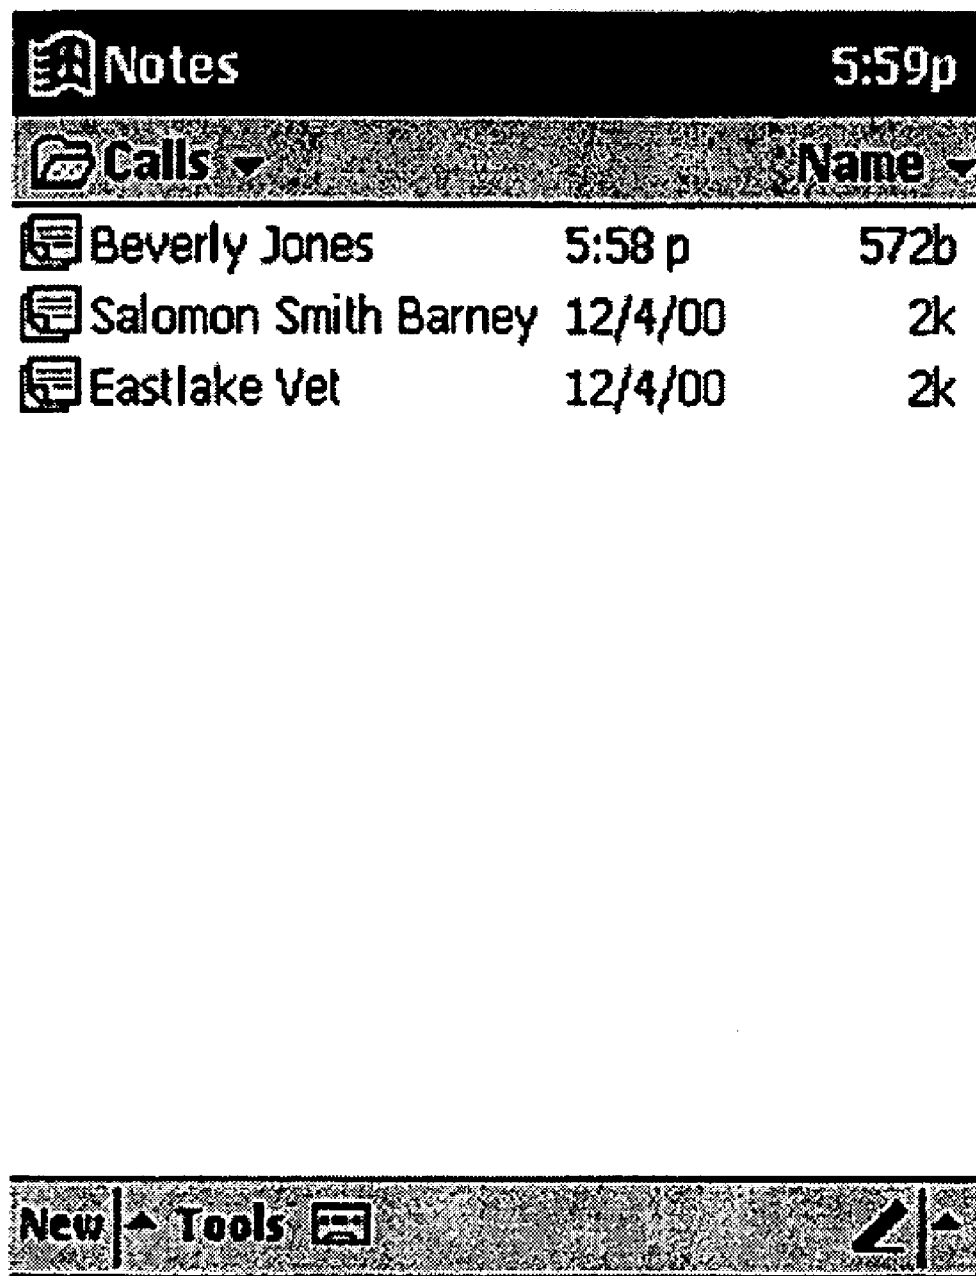 Notes 5:59p
Calls Name
Beverly Jones 5:58 p 572b
Salomon Smith Barney 12/4/00 2k
Eastlake Vet 12/4/00 2k
New Tools